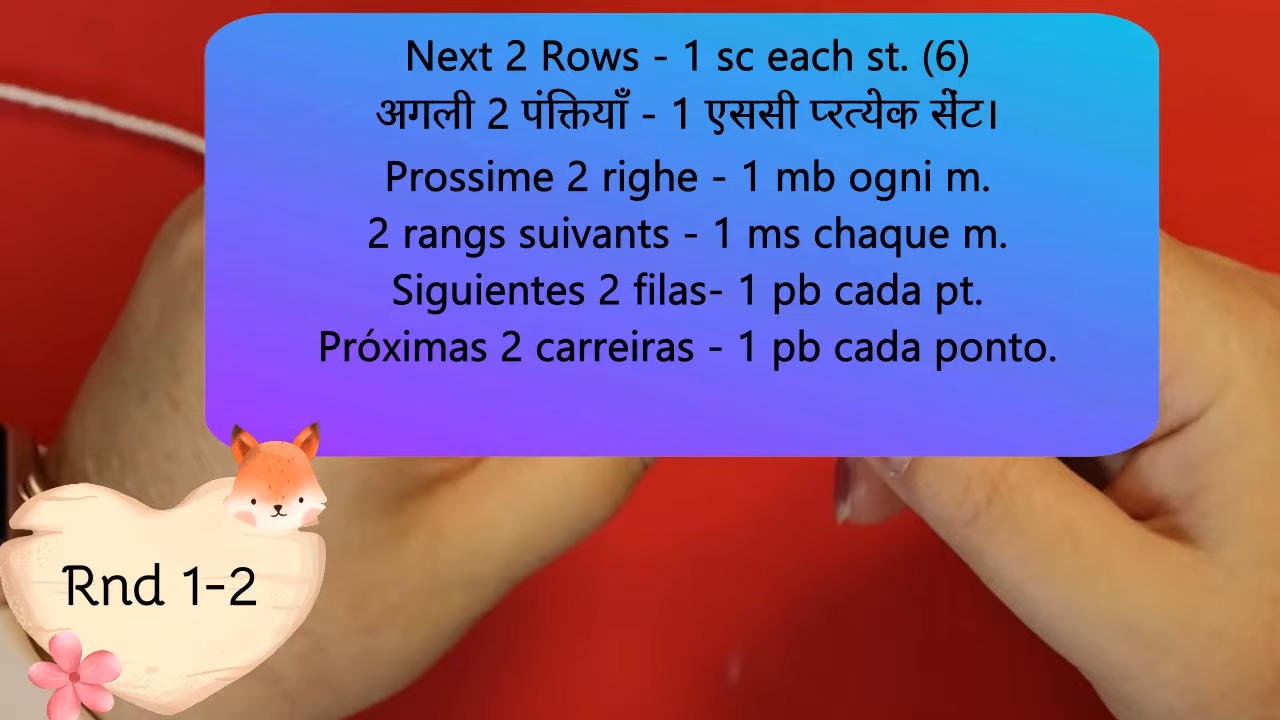 Next 2 Rows - 1 sc each st. (6)
अगली 2 पंक्तियाँ - 1 एससी प्रत्येक सेंट।
Prossime 2 righe - 1 mb ogni m.
2 rangs suivants - 1 ms chaque m.
Siguientes 2 filas- 1 pb cada pt.
Próximas 2 carreiras - 1 pb cada ponto.
Rnd 1-2